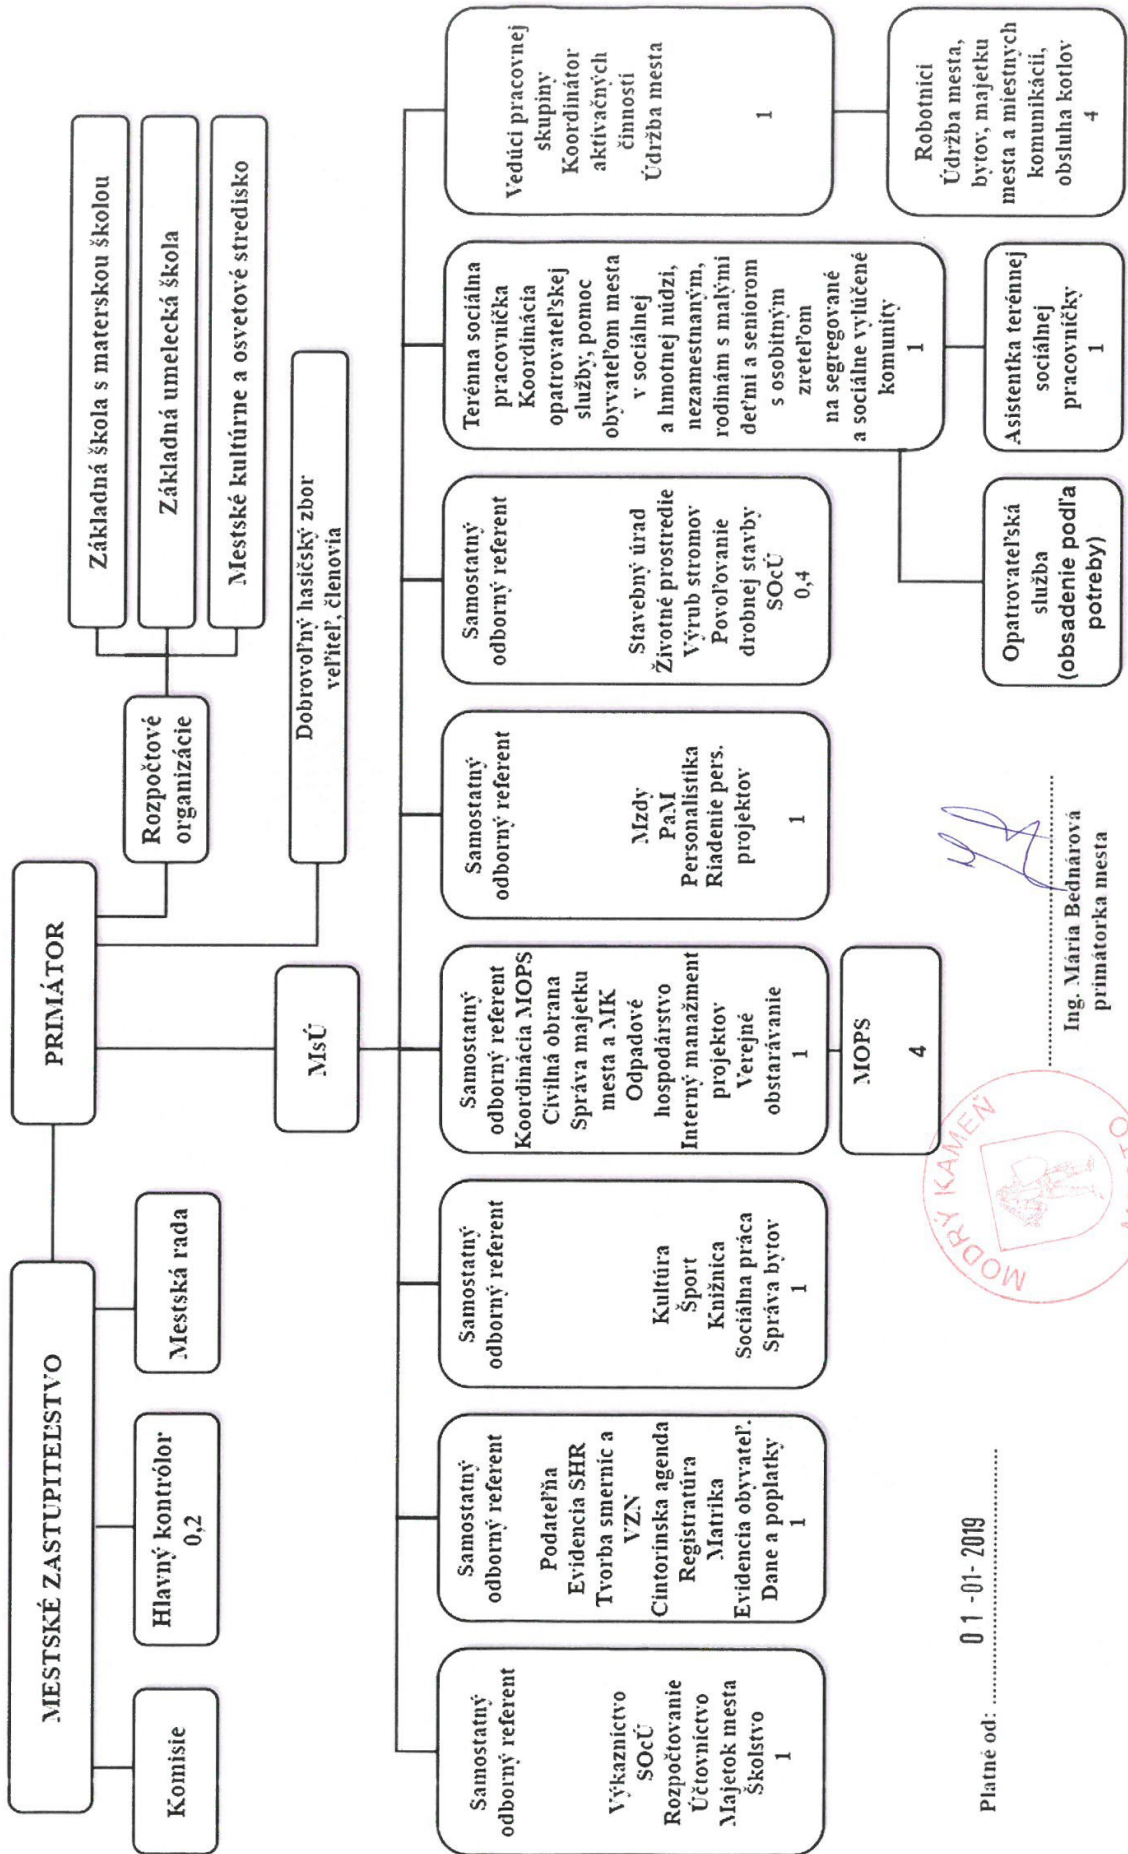 MESTSKÉ ZASTUPITEĽSTVO
PRIMÁTOR
Komisie
Hlavný kontrólor
0,2
Mestská rada
Rozpočtové
organizácie
Základná škola s materskou školou
Základná umelecká škola
Mestské kultúrne a osvetové stredisko
Dobrovoľný hasičský zbor
veliteľ, členovia
MsÚ
Samostatný
odborný referent
Výkazníctvo
SOcÚ
Rozpočtovanie
Účtovníctvo
Majetok mesta
Školstvo
1
Samostatný
odborný referent
Podateľňa
Evidencia SHR
Tvorba smerníc a
VZN
Cintorínska agenda
Registratúra
Matrika
Evidencia obyvateľ.
Dane a poplatky
1
Samostatný
odborný referent
Kultúra
Šport
Knižnica
Sociálna práca
Správa bytov
1
Samostatný
odborný referent
Koordinácia MOPS
Civilná obrana
Správa majetku
mesta a MK
Odpadové
hospodárstvo
Interný manažment
projektov
Verejné
obstarávanie
1
MOPS
4
Samostatný
odborný referent
Mzdy
PaM
Personalistika
Riadenie pers.
projektov
1
Samostatný
odborný referent
Stavebný úrad
Životné prostredie
Výrub stromov
Povoľovanie
drobnej stavby
SOcÚ
0,4
Terénna sociálna
pracovníčka
Koordinácia
opatrovateľskej
služby, pomoc
obyvateľom mesta
v sociálnej
a hmotnej núdzi,
nezamestnaným,
rodinám s malými
deťmi a seniorom
s osobitným
zreteľom
na segregované
a sociálne vylúčené
komunity
1
Opatrovateľská
služba
(obsadenie podľa
potreby)
Asistentka terénnej
sociálnej
pracovníčky
1
Vedúci pracovnej
skupiny
Koordinátor
aktivačných
činností
Údržba mesta
1
Robotníci
Údržba mesta,
bytov, majetku
mesta a miestnych
komunikácií,
obsluha kotlov
4
Platné od: 01-01-2019
MODRÝ KAMEŇ
Ing. Mária Bednárová
primátorka mesta